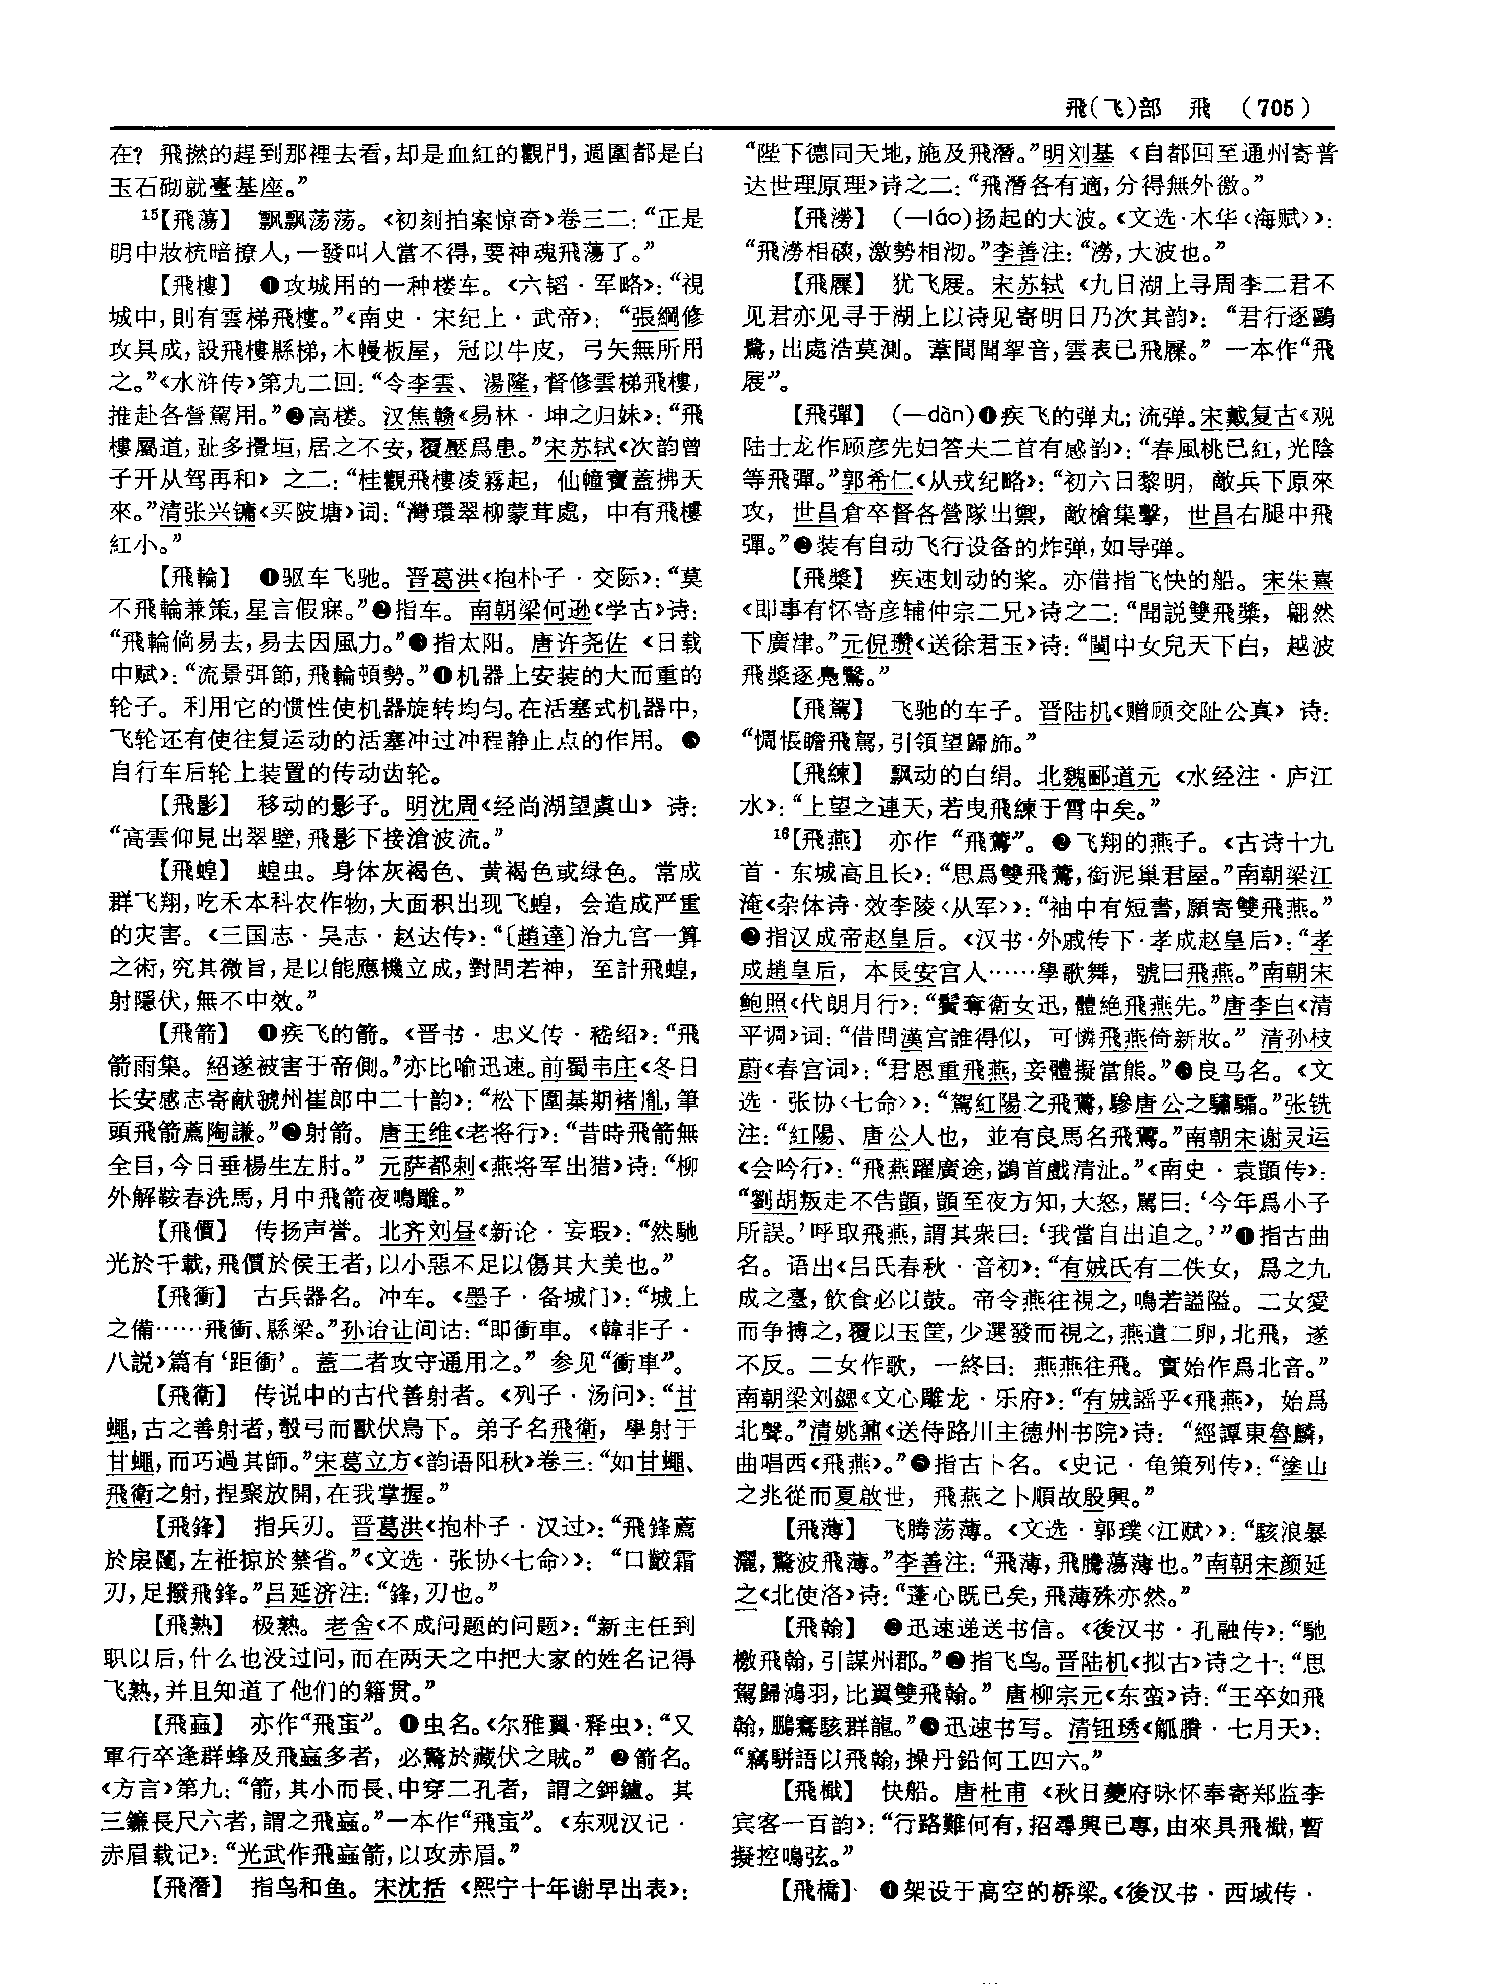 飛(飞)部　飛　(705)
在？飛撚的趕到那裡去看，却是血紅的觀門，週圍都是白
玉石砌就臺基座。”
15【飛蕩】　飘飘荡荡。《初刻拍案惊奇》卷三二：“正是
明中妝梳暗撩人，一發叫人當不得，要神魂飛蕩了。”
【飛樓】　❶攻城用的一种楼车。《六韬·军略》：“視
城中，則有雲梯飛樓。”《南史·宋纪上·武帝》：“張綱修
攻具成，設飛樓縣梯，木幔板屋，冠以牛皮，弓矢無所用
之。”《水浒传》第九二回：“令李雲、湯隆，督修雲梯飛樓，
推赴各營駕用。”❷高楼。汉焦赣《易林·坤之归妹》：“飛
樓屬道，趾多攪垣，居之不安，覆壓爲患。”宋苏轼《次韵曾
子开从驾再和》之二：“桂觀飛樓凌霧起，仙幢寶蓋拂天
來。”清张兴镛《买陂塘》词：“灣環翠柳蒙茸處，中有飛樓
紅小。”
【飛輪】　❶驱车飞驰。晋葛洪《抱朴子·交际》：“莫
不飛輪兼策，星言假寐。”❷指车。南朝梁何逊《学古》诗：
“飛輪倘易去，易去因風力。”❸指太阳。唐许尧佐《日载
中赋》：“流景弭節，飛輪頓勢。”❹机器上安装的大而重的
轮子。利用它的惯性使机器旋转均匀。在活塞式机器中，
飞轮还有使往复运动的活塞冲过冲程静止点的作用。❺
自行车后轮上装置的传动齿轮。
【飛影】　移动的影子。明沈周《经尚湖望虞山》诗：
“高雲仰見出翠壁，飛影下接滄波流。”
【飛蝗】　蝗虫。身体灰褐色、黄褐色或绿色。常成
群飞翔，吃禾本科农作物，大面积出现飞蝗，会造成严重
的灾害。《三国志·吴志·赵达传》：“〔趙達〕治九宫一算
之術，究其微旨，是以能應機立成，對問若神，至計飛蝗，
射隱伏，無不中效。”
【飛箭】　❶疾飞的箭。《晋书·忠义传·嵇绍》：“飛
箭雨集。紹遂被害于帝側。”亦比喻迅速。前蜀韦庄《冬日
长安感志寄献虢州崔郎中二十韵》：“松下圍棊期褚胤，筆
頭飛箭薦陶謙。”❷射箭。唐王维《老将行》：“昔時飛箭無
全目，今日垂楊生左肘。”元萨都剌《燕将军出猎》诗：“柳
外解鞍春洗馬，月中飛箭夜鳴雕。”
【飛價】　传扬声誉。北齐刘昼《新论·妄瑕》：“然馳
光於千載，飛價於侯王者，以小惡不足以傷其大美也。”
【飛衝】　古兵器名。冲车。《墨子·备城门》：“城上
之備……飛衝、縣梁。”孙诒让间诂：“即衝車。《韓非子·
八説》篇有‘距衝’。蓋二者攻守通用之。”参见“衝車”。
【飛衛】　传说中的古代善射者。《列子·汤问》：“甘
蠅，古之善射者，彀弓而獸伏鳥下。弟子名飛衛，學射于
甘蠅，而巧過其師。”宋葛立方《韵语阳秋》卷三：“如甘蠅、
飛衛之射，捏聚放開，在我掌握。”
【飛鋒】　指兵刃。晋葛洪《抱朴子·汉过》：“飛鋒薦
於扆闥，左袵掠於禁省。”《文选·张协〈七命〉》：“口齩霜
刃，足撥飛鋒。”吕延济注：“鋒，刃也。”
【飛熟】　极熟。老舍《不成问题的问题》：“新主任到
职以后，什么也没过问，而在两天之中把大家的姓名记得
飞熟，并且知道了他们的籍贯。”
【飛蝱】　亦作“飛䖟”。❶虫名。《尔雅翼·释虫》：“又
軍行卒逢群蜂及飛蝱多者，必驚於藏伏之賊。”❷箭名。
《方言》第九：“箭，其小而長、中穿二孔者，謂之鉀鑪。其
三鐮長尺六者，謂之飛蝱。”一本作“飛䖟”。《东观汉记·
赤眉载记》：“光武作飛蝱箭，以攻赤眉。”
【飛潛】　指鸟和鱼。宋沈括《熙宁十年谢早出表》：
“陛下德同天地，施及飛潛。”明刘基《自都回至通州寄普
达世理原理》诗之二：“飛潛各有適，分得無外徼。”
【飛澇】　(—láo)扬起的大波。《文选·木华〈海赋〉》：
“飛澇相磢，激勢相沏。”李善注：“澇，大波也。”
【飛屧】　犹飞屐。宋苏轼《九日湖上寻周李二君不
见君亦见寻于湖上以诗见寄明日乃次其韵》：“君行逐鷗
鷺，出處浩莫測。葦間聞挐音，雲表已飛屧。”一本作“飛
屐”。
【飛彈】　(—dàn)❶疾飞的弹丸；流弹。宋戴复古《观
陆士龙作顾彦先妇答夫二首有感韵》：“春風桃已紅，光陰
等飛彈。”郭希仁《从戎纪略》：“初六日黎明，敵兵下原來
攻，世昌倉卒督各營隊出禦，敵槍集擊，世昌右腿中飛
彈。”❷装有自动飞行设备的炸弹，如导弹。
【飛槳】　疾速划动的桨。亦借指飞快的船。宋朱熹
《即事有怀寄彦辅仲宗二兄》诗之二：“聞説雙飛槳，翩然
下廣津。”元倪瓒《送徐君玉》诗：“閩中女兒天下白，越波
飛槳逐鳧鷖。”
【飛駕】　飞驰的车子。晋陆机《赠顾交阯公真》诗：
“惆悵瞻飛駕，引領望歸旆。”
【飛練】　飘动的白绢。北魏郦道元《水经注·庐江
水》：“上望之連天，若曳飛練于霄中矣。”
16【飛燕】　亦作“飛鷰”。❶飞翔的燕子。《古诗十九
首·东城高且长》：“思爲雙飛鷰，銜泥巢君屋。”南朝梁江
淹《杂体诗·效李陵〈从军〉》：“袖中有短書，願寄雙飛燕。”
❷指汉成帝赵皇后。《汉书·外戚传下·孝成赵皇后》：“孝
成趙皇后，本長安宫人……學歌舞，號曰飛燕。”南朝宋
鲍照《代朗月行》：“鬢奪衛女迅，體絶飛燕先。”唐李白《清
平调》词：“借問漢宫誰得似，可憐飛燕倚新妝。”清孙枝
蔚《春宫词》：“君恩重飛燕，妾體擬當熊。”❸良马名。《文
选·张协〈七命〉》：“駕紅陽之飛鷰，驂唐公之驌驦。”张铣
注：“紅陽、唐公人也，並有良馬名飛鷰。”南朝宋谢灵运
《会吟行》：“飛燕躍廣途，鷁首戲清沚。”《南史·袁顗传》：
“劉胡叛走不告顗，顗至夜方知，大怒，駡曰：‘今年爲小子
所誤。’呼取飛燕，謂其衆曰：‘我當自出追之。’”❹指古曲
名。语出《吕氏春秋·音初》：“有娀氏有二佚女，爲之九
成之臺，飲食必以鼓。帝令燕往視之，鳴若謚隘。二女愛
而争搏之，覆以玉筐，少選發而視之，燕遺二卵，北飛，遂
不反。二女作歌，一終曰：燕燕往飛。實始作爲北音。”
南朝梁刘勰《文心雕龙·乐府》：“有娀謡乎《飛燕》，始爲
北聲。”清姚鼐《送侍路川主德州书院》诗：“經譚東魯麟，
曲唱西《飛燕》。”❺指古卜名。《史记·龟策列传》：“塗山
之兆從而夏啟世，飛燕之卜順故殷興。”
【飛薄】　飞腾荡薄。《文选·郭璞〈江赋〉》：“駭浪暴
灑，驚波飛薄。”李善注：“飛薄，飛騰蕩薄也。”南朝宋颜延
之《北使洛》诗：“蓬心既已矣，飛薄殊亦然。”
【飛翰】　❶迅速递送书信。《後汉书·孔融传》：“馳
檄飛翰，引謀州郡。”❷指飞鸟。晋陆机《拟古》诗之十：“思
駕歸鴻羽，比翼雙飛翰。”唐柳宗元《东蛮》诗：“王卒如飛
翰，鵬騫駭群龍。”❸迅速书写。清钮琇《觚賸·七月天》：
“竊駢語以飛翰，操丹鉛何工四六。”
【飛檝】　快船。唐杜甫《秋日夔府咏怀奉寄郑监李
宾客一百韵》：“行路難何有，招尋興已專，由來具飛檝，暫
擬控鳴弦。”
【飛橋】　❶架设于高空的桥梁。《後汉书·西域传·